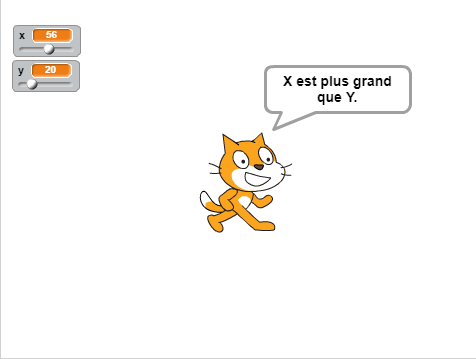 x 56
y 20
X est plus grand
que Y.